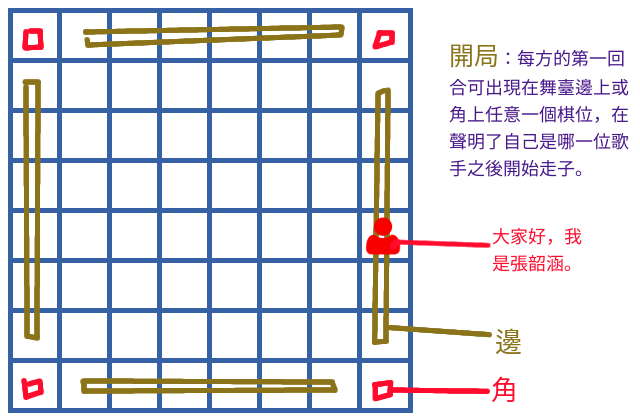 開局：每方的第一回
合可出現在舞臺邊上或
角上任意一個棋位，在
聲明了自己是哪一位歌
手之後開始走子。
大家好，我
是張韶涵。
邊
角